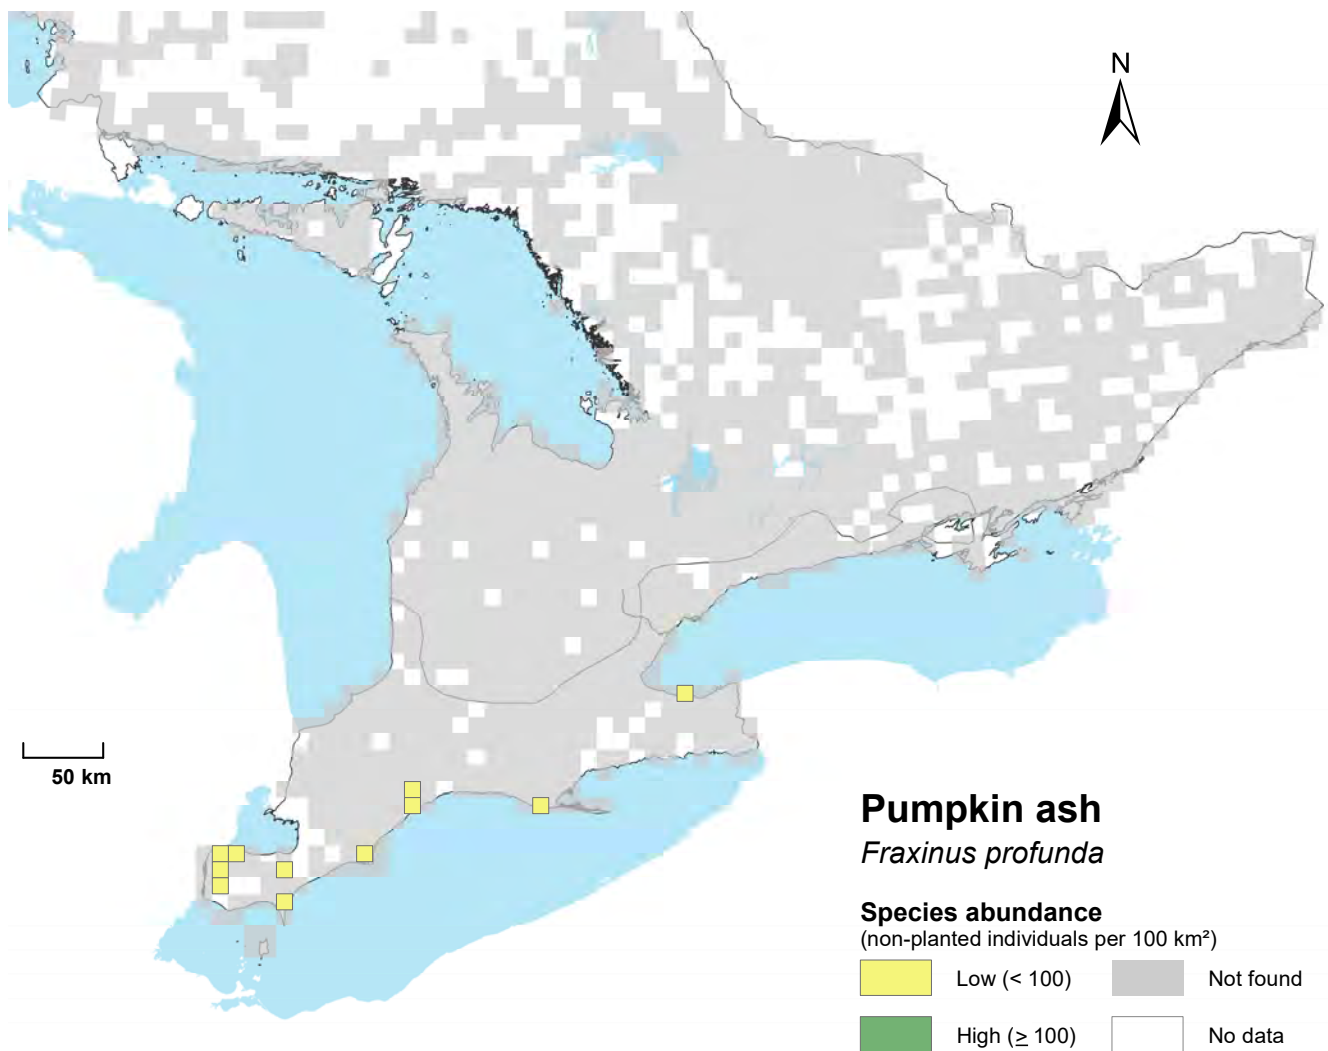 N
50 km
Pumpkin ash
Fraxinus profunda
Species abundance
(non-planted individuals per 100 km²)
Low (< 100)
Not found
High (≥ 100)
No data